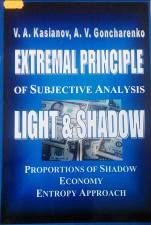 V. A. Kasianov, A. V. Goncharenko
EXTREMAL PRINCIPLE
OF SUBJECTIVE ANALYSIS
LIGHT & SHADOW
PROPORTIONS OF SHADOW
ECONOMY
ENTROPY APPROACH